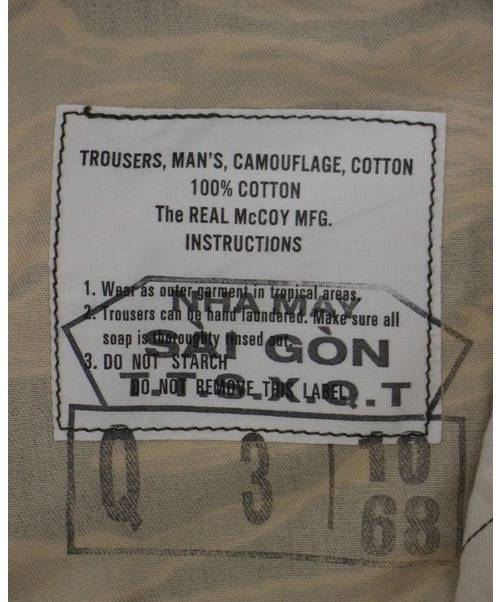 TROUSERS, MAN'S, CAMOUFLAGE, COTTON
100% COTTON
The REAL McCOY MFG.
INSTRUCTIONS
1. Wear as outer garment in tropical areas.
2. Trousers can be hand laundered. Make sure all
soap is thoroughly rinsed out.
3. DO NOT STARCH
DO NOT REMOVE THIS LABEL
NHA MAY
SÀI GÒN
T.T.S.X.Q.T
Q 3 10
68